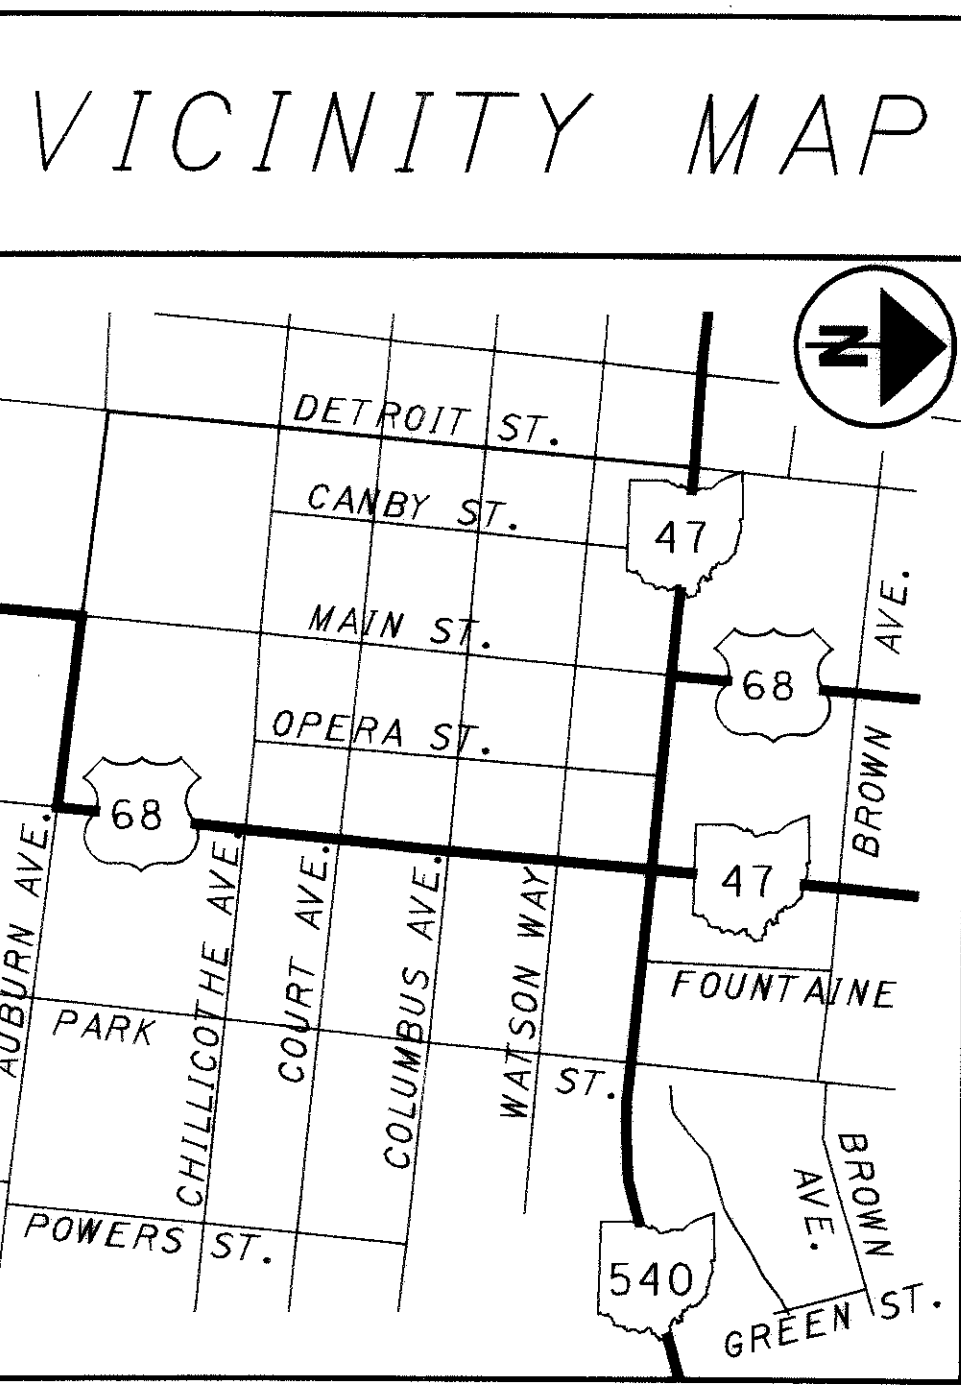 VICINITY MAP
N
DETROIT ST.
CANBY ST.
47
MAIN ST.
68
AVE.
BROWN
OPERA ST.
68
47
AUBURN AVE.
CHILLICOTHE AVE.
COURT AVE.
COLUMBUS AVE.
WATSON WAY
FOUNTAINE
PARK ST.
BROWN AVE.
POWERS ST.
540
GREEN ST.